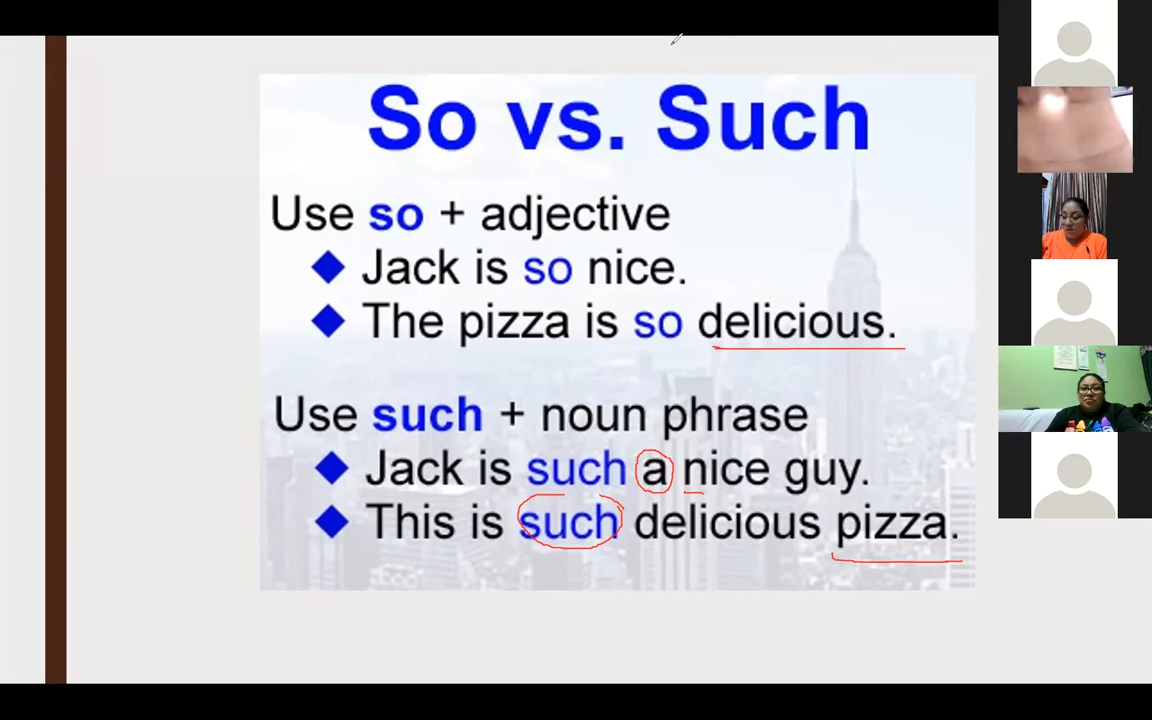 So vs. Such
Use so + adjective
Jack is so nice.
The pizza is so delicious.
Use such + noun phrase
Jack is such a nice guy.
This is such delicious pizza.